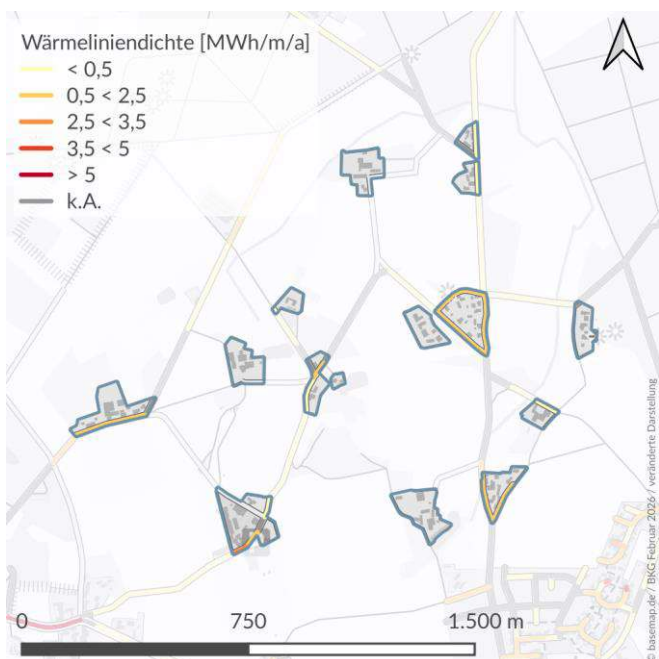 Wärmeliniendichte [MWh/m/a]
< 0,5
0,5 < 2,5
2,5 < 3,5
3,5 < 5
> 5
k.A.
0 750 1.500 m
© basemap.de / BKG Februar 2026 / veränderte Darstellung